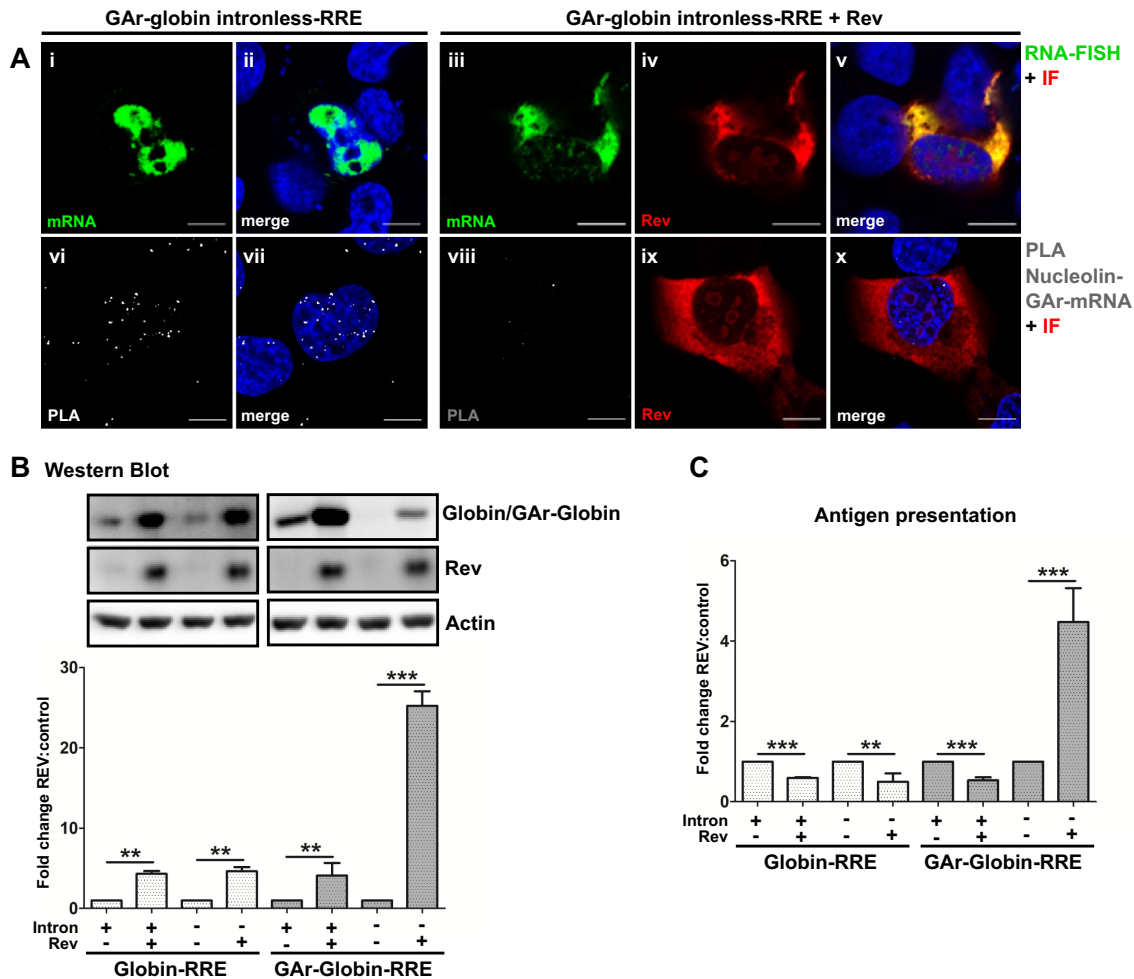 GAr-globin intronless-RRE
GAr-globin intronless-RRE + Rev
A
i
ii
iii
iv
v
RNA-FISH
+ IF
mRNA
merge
mRNA
Rev
merge
vi
vii
viii
ix
x
PLA
Nucleolin-
GAr-mRNA
+ IF
PLA
merge
PLA
Rev
merge
B Western Blot
Globin/GAr-Globin
Rev
Actin
Fold change REV:control
30
20
10
0
**
**
**
***
Intron + + - - + + - -
Rev - + - + - + - +
Globin-RRE
GAr-Globin-RRE
C
Antigen presentation
Fold change REV:control
6
4
2
0
***
**
***
***
Intron + + - - + + - -
Rev - + - + - + - +
Globin-RRE
GAr-Globin-RRE